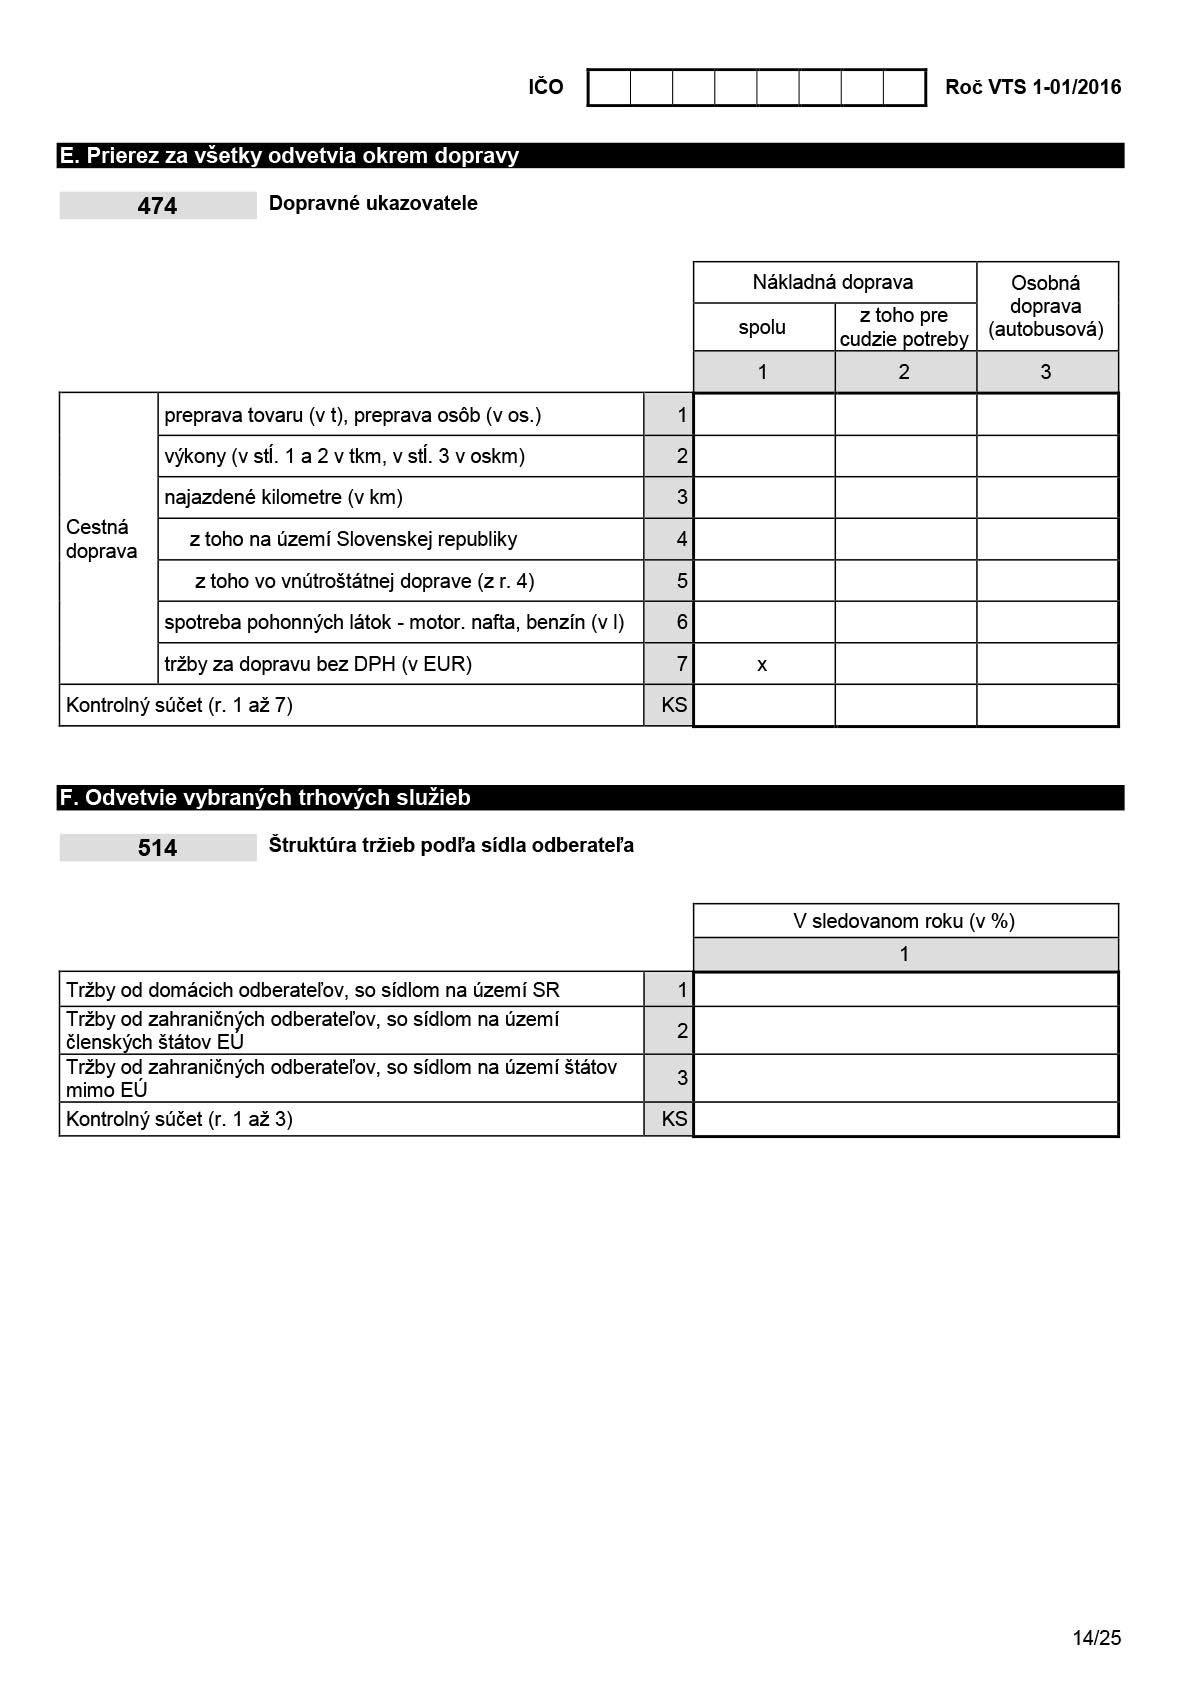 IČO
Roč VTS 1-01/2016
E. Prierez za všetky odvetvia okrem dopravy
474
Dopravné ukazovatele
Nákladná doprava
Osobná
doprava
(autobusová)
spolu
z toho pre
cudzie potreby
1 2 3
Cestná
doprava
preprava tovaru (v t), preprava osôb (v os.) 1
výkony (v stĺ. 1 a 2 v tkm, v stĺ. 3 v oskm) 2
najazdené kilometre (v km) 3
z toho na území Slovenskej republiky 4
z toho vo vnútroštátnej doprave (z r. 4) 5
spotreba pohonných látok - motor. nafta, benzín (v l) 6
tržby za dopravu bez DPH (v EUR) 7 x
Kontrolný súčet (r. 1 až 7) KS
F. Odvetvie vybraných trhových služieb
514
Štruktúra tržieb podľa sídla odberateľa
V sledovanom roku (v %)
1
Tržby od domácich odberateľov, so sídlom na území SR 1
Tržby od zahraničných odberateľov, so sídlom na území
členských štátov EÚ 2
Tržby od zahraničných odberateľov, so sídlom na území štátov
mimo EÚ 3
Kontrolný súčet (r. 1 až 3) KS
14/25